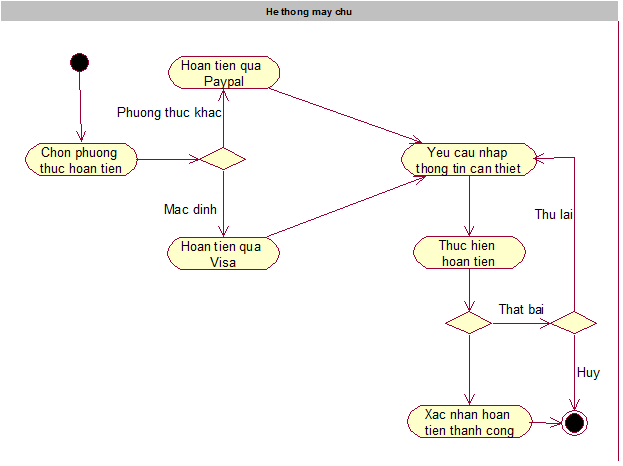 He thong may chu
Hoan tien qua
Paypal
Phuong thuc khac
Chon phuong
thuc hoan tien
Yeu cau nhap
thong tin can thiet
Mac dinh
Thu lai
Hoan tien qua
Visa
Thuc hien
hoan tien
That bai
Huy
Xac nhan hoan
tien thanh cong